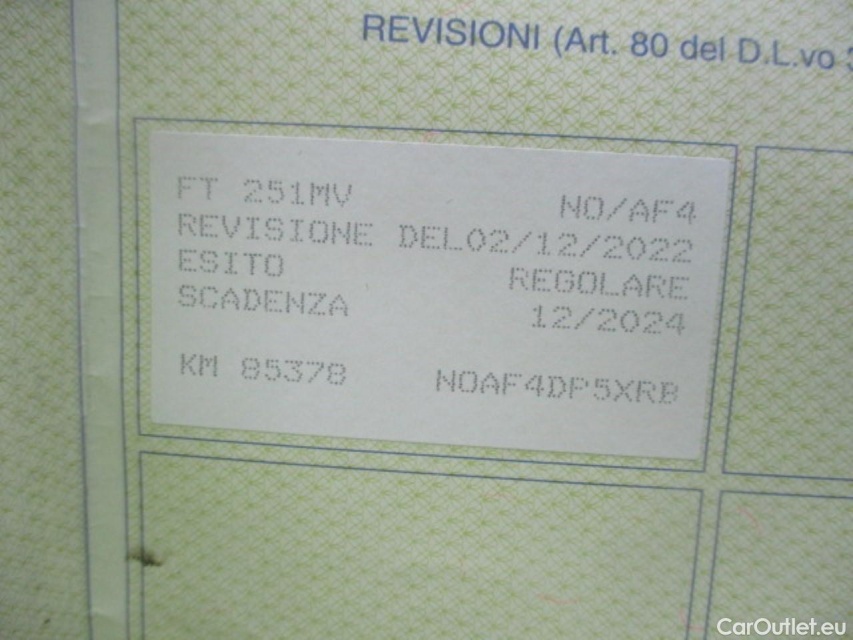 REVISIONI (Art. 80 del D.L.vo
FT 251MV NO/AF4
REVISIONE DEL02/12/2022
ESITO REGOLARE
SCADENZA 12/2024
KM 85378 NOAF4DP5XRB
CarOutlet.eu